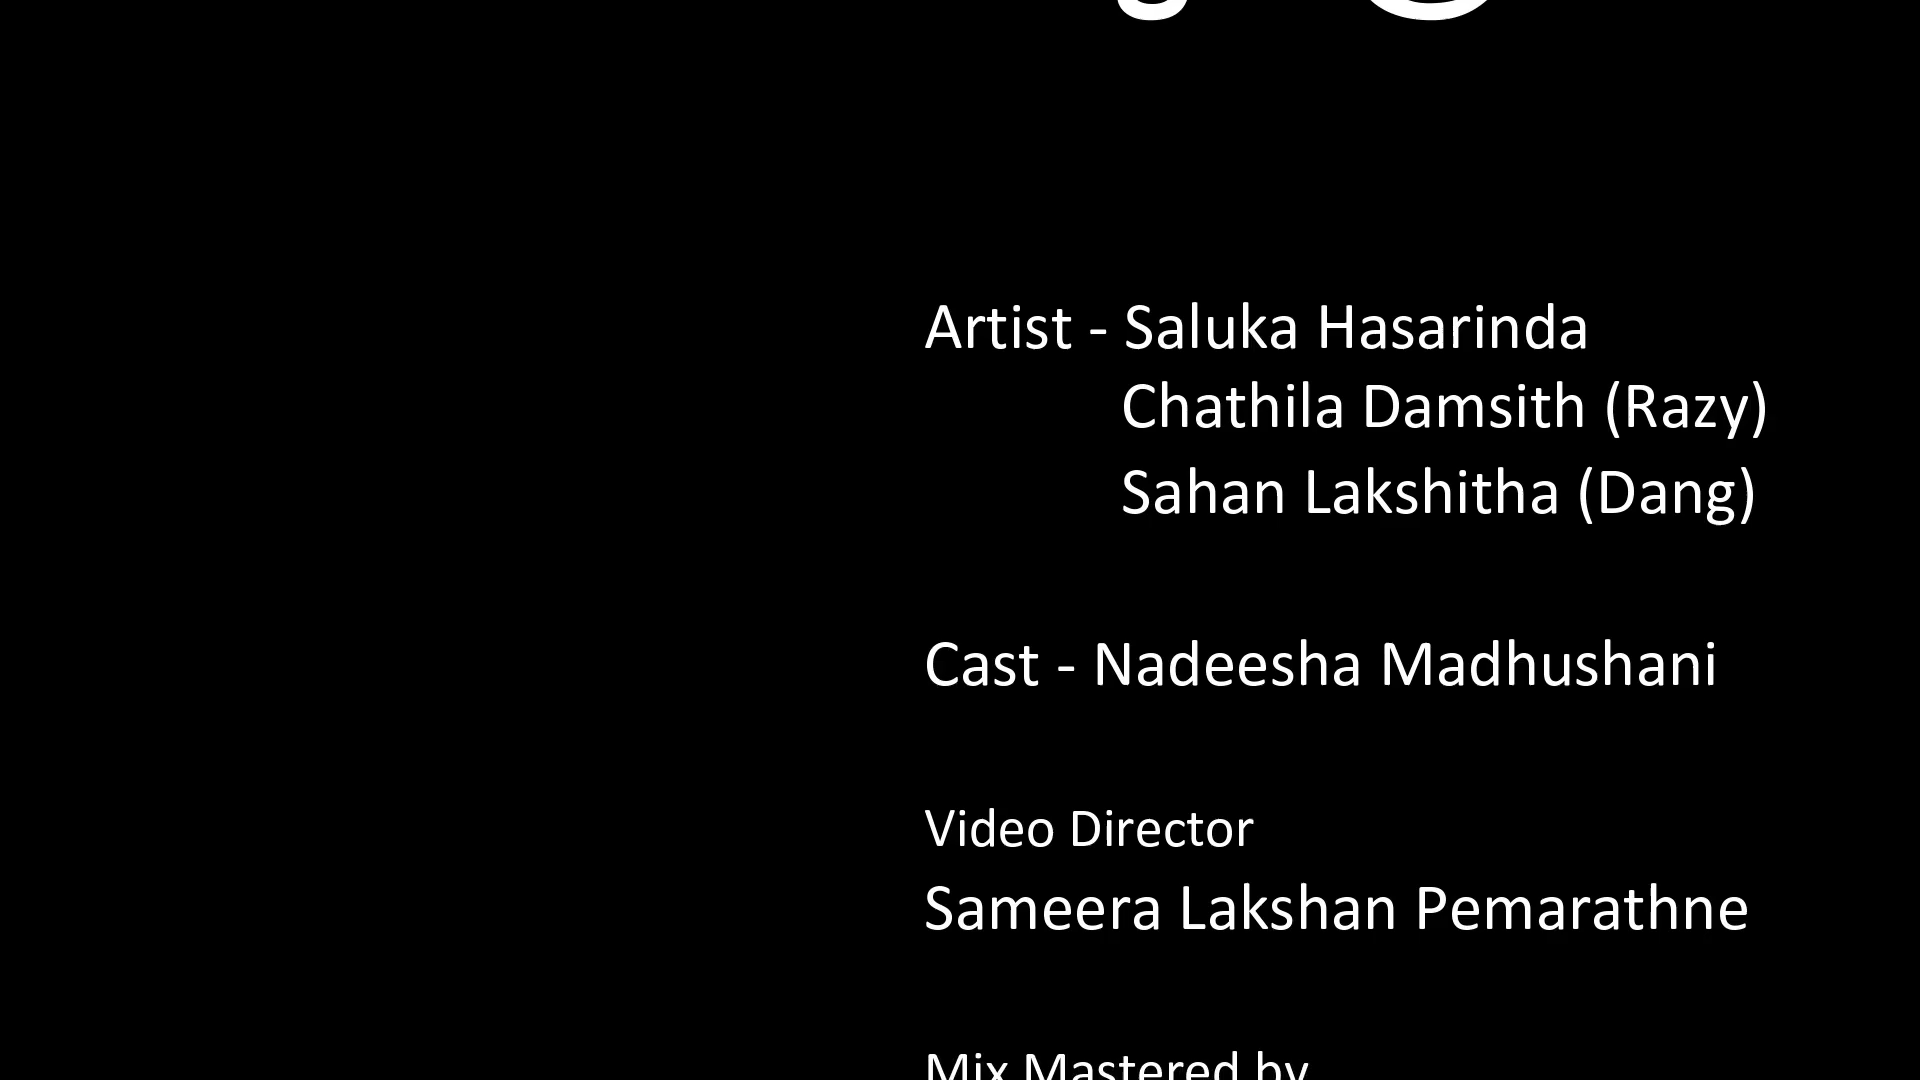 Artist - Saluka Hasarinda
Chathila Damsith (Razy)
Sahan Lakshitha (Dang)
Cast - Nadeesha Madhushani
Video Director
Sameera Lakshan Pemarathne
Mix Mastered by